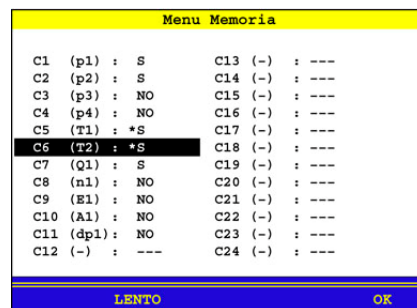 Menu Memoria
C1 (p1) : S C13 (-) : ---
C2 (p2) : S C14 (-) : ---
C3 (p3) : NO C15 (-) : ---
C4 (p4) : NO C16 (-) : ---
C5 (T1) : *S C17 (-) : ---
C6 (T2) : *S C18 (-) : ---
C7 (Q1) : S C19 (-) : ---
C8 (n1) : NO C20 (-) : ---
C9 (E1) : NO C21 (-) : ---
C10 (A1) : NO C22 (-) : ---
C11 (dp1): NO C23 (-) : ---
C12 (-) : --- C24 (-) : ---
LENTO OK